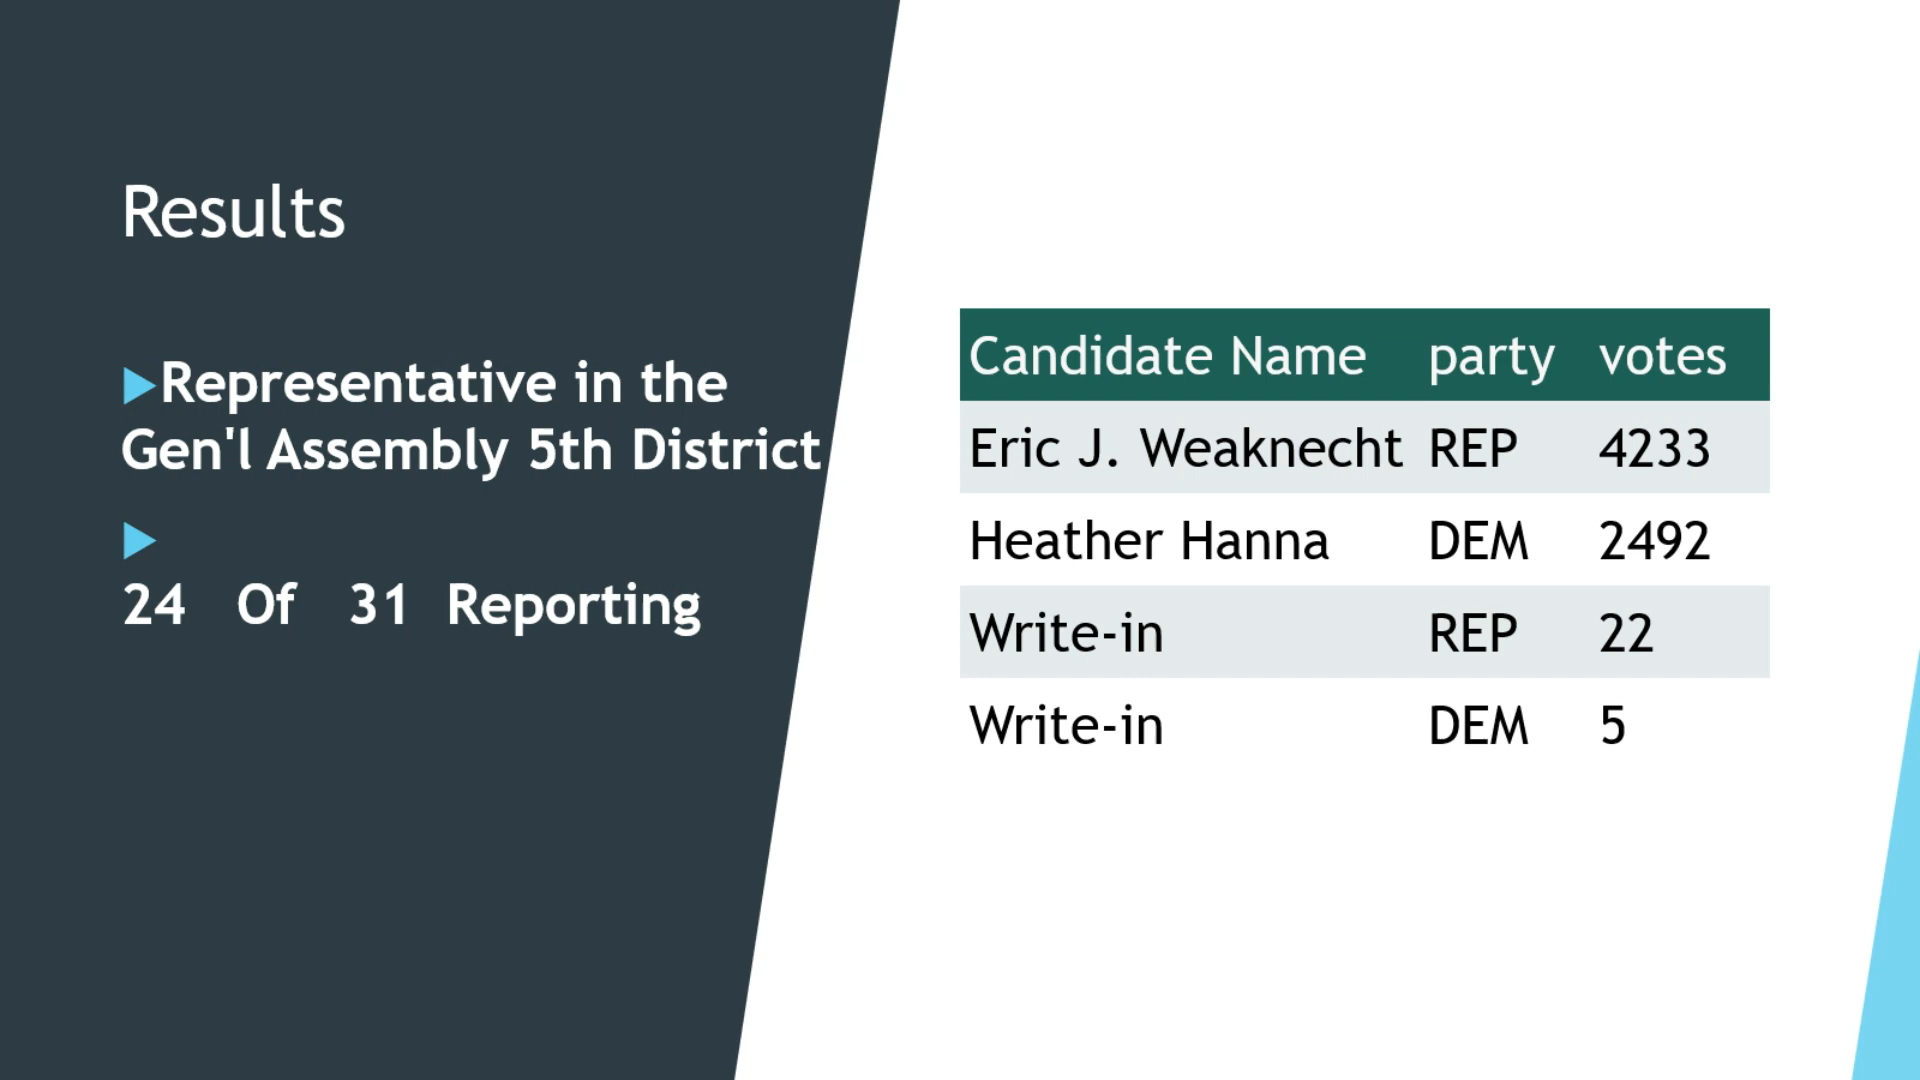 Results
Representative in the
Gen'l Assembly 5th District
24 Of 31 Reporting
Candidate Name party votes
Eric J. Weaknecht REP 4233
Heather Hanna DEM 2492
Write-in REP 22
Write-in DEM 5